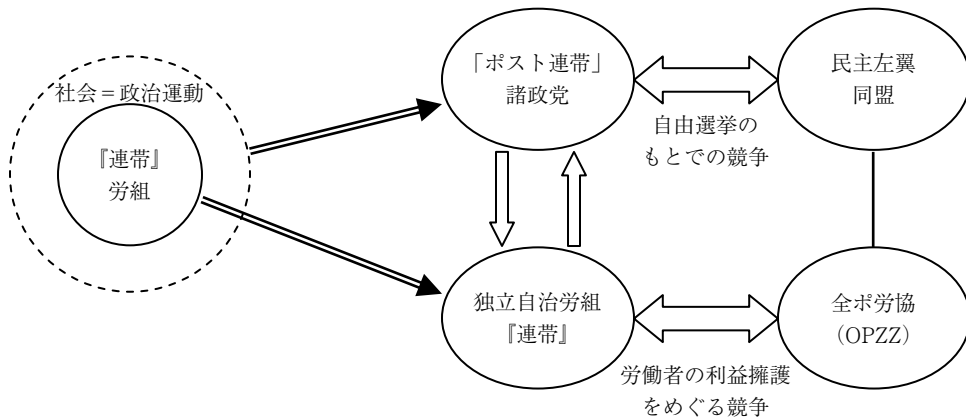 社会＝政治運動
『連帯』
労組
「ポスト連帯」
諸政党
民主左翼
同盟
自由選挙の
もとでの競争
独立自治労組
『連帯』
全ポ労協
（OPZZ）
労働者の利益擁護
をめぐる競争